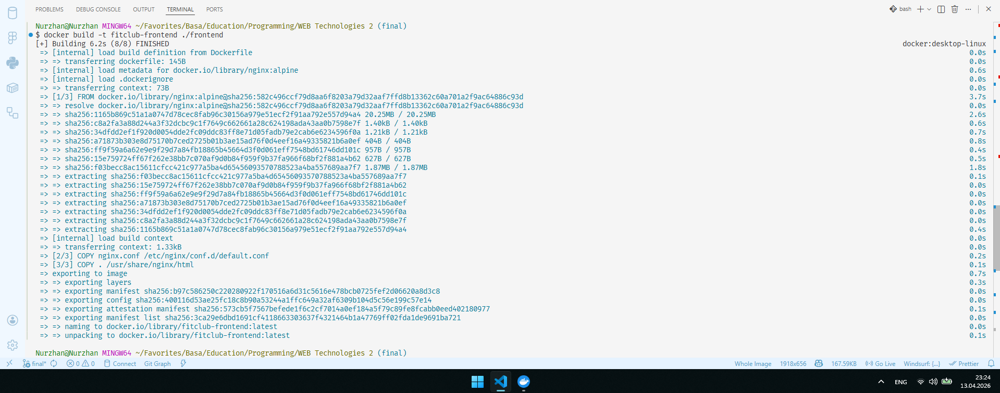 PROBLEMS DEBUG CONSOLE OUTPUT TERMINAL PORTS bash
Nurzhan@Nurzhan MINGW64 ~/Favorites/Basa/Education/Programming/WEB Technologies 2 (final)
$ docker build -t fitclub-frontend ./frontend
[+] Building 6.2s (8/8) FINISHED docker:desktop-linux
=> [internal] load build definition from Dockerfile 0.0s
=> => transferring dockerfile: 145B 0.0s
=> [internal] load metadata for docker.io/library/nginx:alpine 0.6s
=> [internal] load .dockerignore 0.0s
=> => transferring context: 73B 0.0s
=> [1/3] FROM docker.io/library/nginx:alpine@sha256:582c496ccf79d8aa6f8203a79d32aaf7ffd8b13362c60a701a2f9ac64886c93d 3.7s
=> => resolve docker.io/library/nginx:alpine@sha256:582c496ccf79d8aa6f8203a79d32aaf7ffd8b13362c60a701a2f9ac64886c93d 0.0s
=> => sha256:1165b869c51a1a0747d78cec8fab96c30156a979e51ecf2f91aa792e557d94a4 20.25MB / 20.25MB 2.6s
=> => sha256:c8a2fa3a88d244a3f32dcbc9c1f7649c662661a28c624198ada43aa0b7598e7f 1.40kB / 1.40kB 0.6s
=> => sha256:34dfdd2ef1f920d0054dde2fc09ddc83ff8e71d05fadb79e2cab6e6234596f0a 1.21kB / 1.21kB 0.7s
=> => sha256:a71873b303e8d75170b7ced2725b01b3ae15ad76f0d4eef16a49335821b6a0ef 404B / 404B 0.8s
=> => sha256:ff9f59a6a62e9e9f29d7a84fb18865b45664d3f0d061eff7548bd61746dd101c 957B / 957B 0.4s
=> => sha256:15e759724ff67f262e38bb7c070af9d0b84f959f9b37fa966f68bf2f881a4b62 627B / 627B 0.5s
=> => sha256:f03becc8ac15611cfcc421c977a5ba4d65456093570788523a4ba557689aa7f7 1.87MB / 1.87MB 1.8s
=> => extracting sha256:f03becc8ac15611cfcc421c977a5ba4d65456093570788523a4ba557689aa7f7 0.1s
=> => extracting sha256:15e759724ff67f262e38bb7c070af9d0b84f959f9b37fa966f68bf2f881a4b62 0.0s
=> => extracting sha256:ff9f59a6a62e9e9f29d7a84fb18865b45664d3f0d061eff7548bd61746dd101c 0.0s
=> => extracting sha256:a71873b303e8d75170b7ced2725b01b3ae15ad76f0d4eef16a49335821b6a0ef 0.0s
=> => extracting sha256:34dfdd2ef1f920d0054dde2fc09ddc83ff8e71d05fadb79e2cab6e6234596f0a 0.0s
=> => extracting sha256:c8a2fa3a88d244a3f32dcbc9c1f7649c662661a28c624198ada43aa0b7598e7f 0.0s
=> => extracting sha256:1165b869c51a1a0747d78cec8fab96c30156a979e51ecf2f91aa792e557d94a4 0.4s
=> [internal] load build context 0.0s
=> => transferring context: 1.33kB 0.0s
=> [2/3] COPY nginx.conf /etc/nginx/conf.d/default.conf 0.2s
=> [3/3] COPY . /usr/share/nginx/html 0.1s
=> exporting to image 0.7s
=> => exporting layers 0.3s
=> => exporting manifest sha256:b97c586250c220280922f170516a6d31c5616e478bcb0725fef2d06620a8d3c8 0.0s
=> => exporting config sha256:400116d53ae25fc18c8b90a53244a1ffc649a32af6309b104d5c56e199c57e14 0.0s
=> => exporting attestation manifest sha256:573cb5f7567befede1f6c2cf7014a0ef184a5f79c89fe8fcabb0eed402180977 0.1s
=> => exporting manifest list sha256:3ca29e6dbd1691cf4118663303637f4321464b1a47769ff02fda1de9691ba721 0.0s
=> => naming to docker.io/library/fitclub-frontend:latest 0.0s
=> => unpacking to docker.io/library/fitclub-frontend:latest 0.1s
Nurzhan@Nurzhan MINGW64 ~/Favorites/Basa/Education/Programming/WEB Technologies 2 (final)
final* 0 0 Connect Git Graph Whole Image 1918x656 167.59KB Go Live Windsurf: {...} Prettier
ENG 23:24
13.04.2026